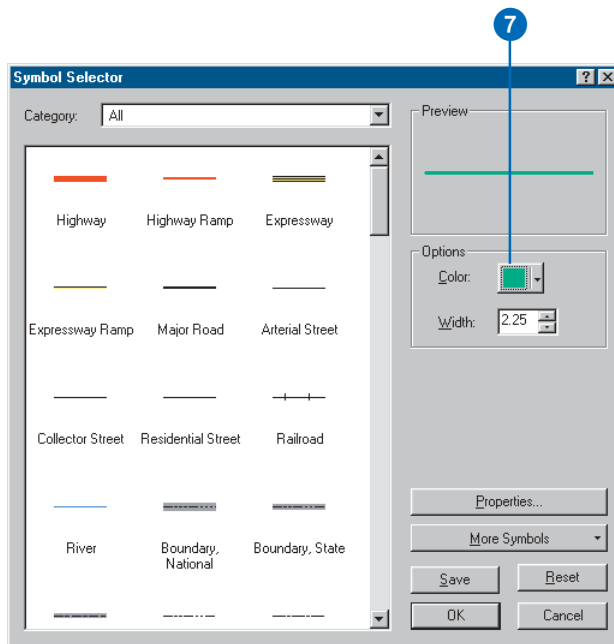 7
Symbol Selector
Category: All
Preview
Highway
Highway Ramp
Expressway
Options
Color:
Width: 2.25
Expressway Ramp
Major Road
Arterial Street
Collector Street
Residential Street
Railroad
River
Boundary, National
Boundary, State
Properties...
More Symbols
Save
Reset
OK
Cancel